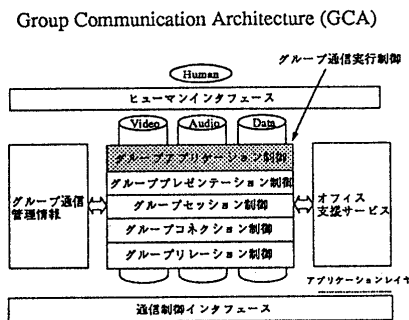 Group Communication Architecture (GCA)
グループ通信実行制御
Human
ヒューマンインタフェース
Video Audio Data
グループアプリケーション制御
グループプレゼンテーション制御
グループセッション制御
グループコネクション制御
グループリレーション制御
グループ通信
管理情報
オフィス
支援サービス
アプリケーションレイヤ
通信制御インタフェース